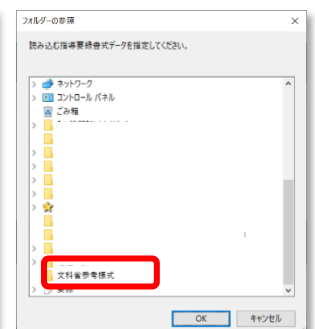 フォルダーの参照
読み込む指導要録書式データを指定してください。
ネットワーク
コントロール パネル
ごみ箱
文科省参考様式
OK
キャンセル